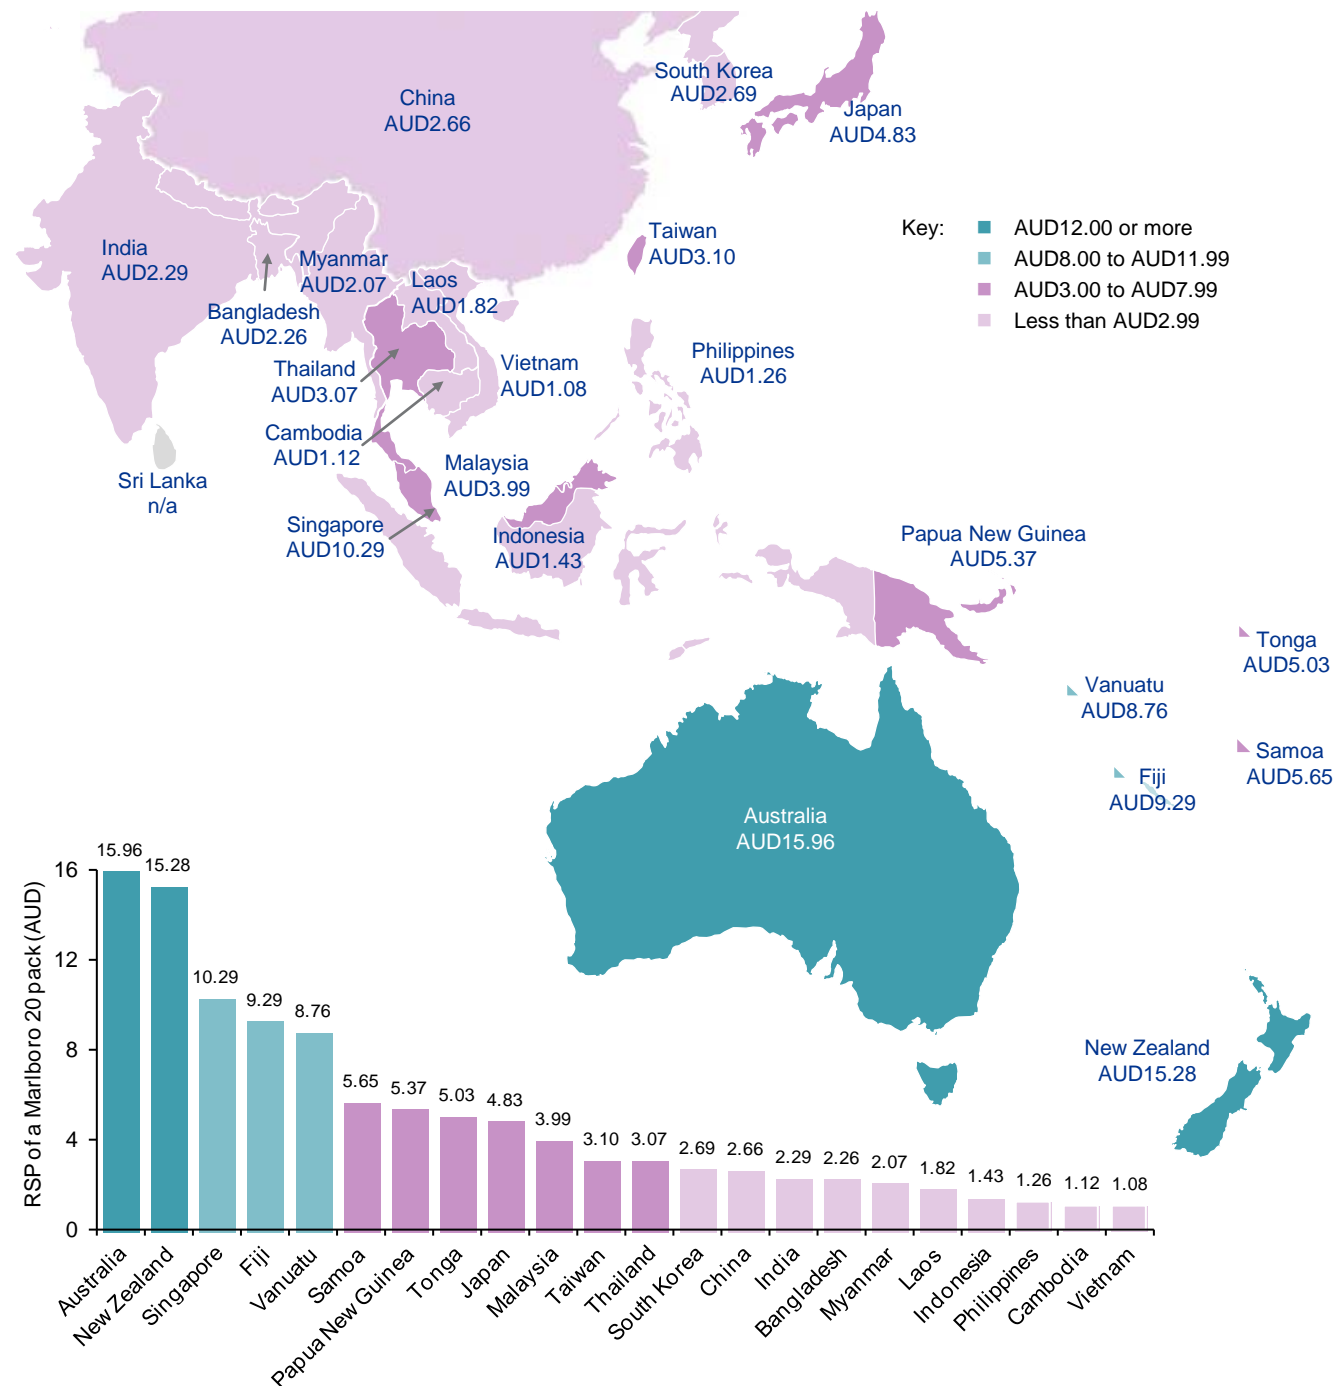 South Korea
AUD2.69
China
AUD2.66
Japan
AUD4.83
Key:
AUD12.00 or more
AUD8.00 to AUD11.99
AUD3.00 to AUD7.99
Less than AUD2.99
Taiwan
AUD3.10
India
AUD2.29
Myanmar
AUD2.07
Laos
AUD1.82
Bangladesh
AUD2.26
Thailand
AUD3.07
Vietnam
AUD1.08
Philippines
AUD1.26
Cambodia
AUD1.12
Malaysia
AUD3.99
Sri Lanka
n/a
Singapore
AUD10.29
Indonesia
AUD1.43
Papua New Guinea
AUD5.37
Tonga
AUD5.03
Vanuatu
AUD8.76
Samoa
AUD5.65
Fiji
AUD9.29
Australia
AUD15.96
New Zealand
AUD15.28
RSP of a Marlboro 20 pack (AUD)
16
12
8
4
0
15.96
15.28
10.29
9.29
8.76
5.65
5.37
5.03
4.83
3.99
3.10
3.07
2.69
2.66
2.29
2.26
2.07
1.82
1.43
1.26
1.12
1.08
Australia
New Zealand
Singapore
Fiji
Vanuatu
Samoa
Papua New Guinea
Tonga
Japan
Malaysia
Taiwan
Thailand
South Korea
China
India
Bangladesh
Myanmar
Laos
Indonesia
Philippines
Cambodia
Vietnam